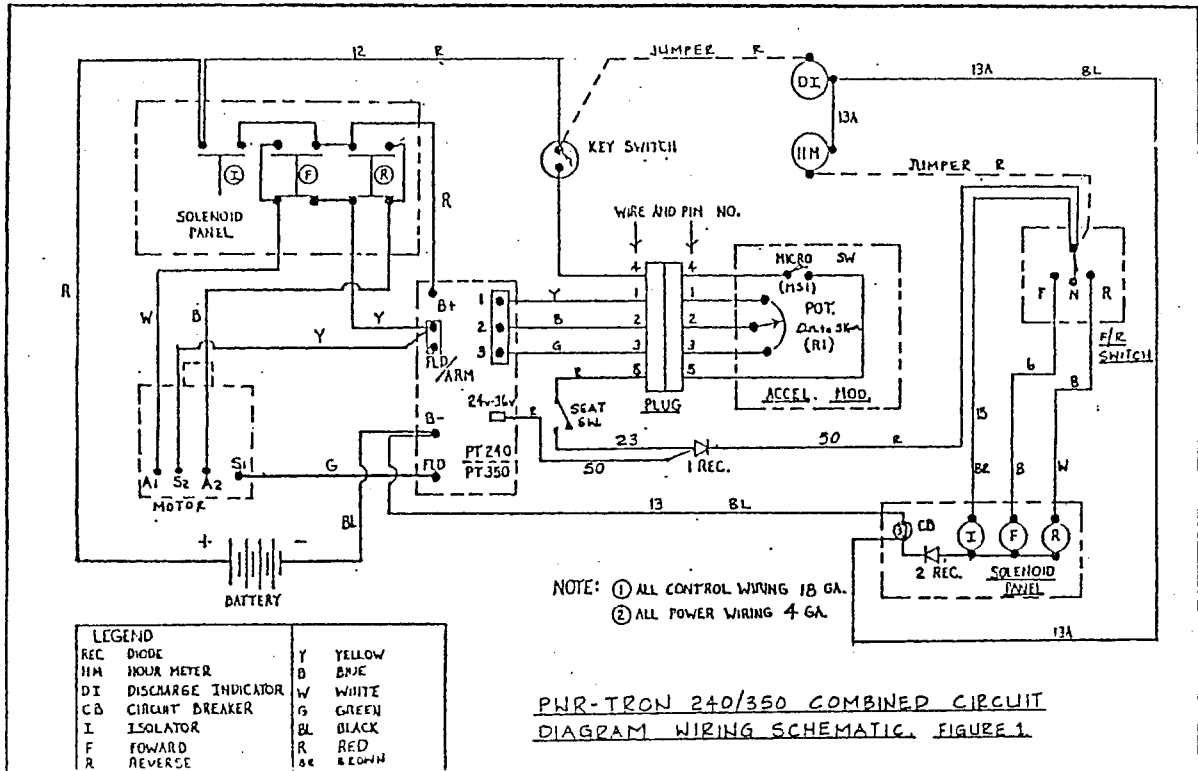 12 R
JUMPER R
DI
13A BL
13A
HM
JUMPER R
KEY SWITCH
I
F
R
SOLENOID
PANEL
R
R
WIRE AND PIN NO.
W
B
Y
Y
B+
FLD/
ARM
24v-36v
B-
FLD
PT 240
PT 350
1
2
3
Y
B
G
4
1
2
3
4
1
2
3
5
PLUG
MICRO SW
(MS1)
POT.
(R1)
ACCEL. MOD.
F
N
R
F/R
SWITCH
R
SEAT
SW.
R
23
50
1 REC.
50 R
A1
S2
A2
S1
MOTOR
G
BL
13 BL
15
BR
B
G
B
W
CB
I
F
R
2 REC.
SOLENOID
PANEL
13A
+
-
BATTERY
NOTE: ① ALL CONTROL WIRING 18 GA.
② ALL POWER WIRING 4 GA.
LEGEND
REC DIODE
HM HOUR METER
DI DISCHARGE INDICATOR
CB CIRCUIT BREAKER
I ISOLATOR
F FOWARD
R REVERSE
Y YELLOW
B BLUE
W WHITE
G GREEN
BL BLACK
R RED
BR BROWN
PWR-TRON 240/350 COMBINED CIRCUIT
DIAGRAM WIRING SCHEMATIC. FIGURE 1.